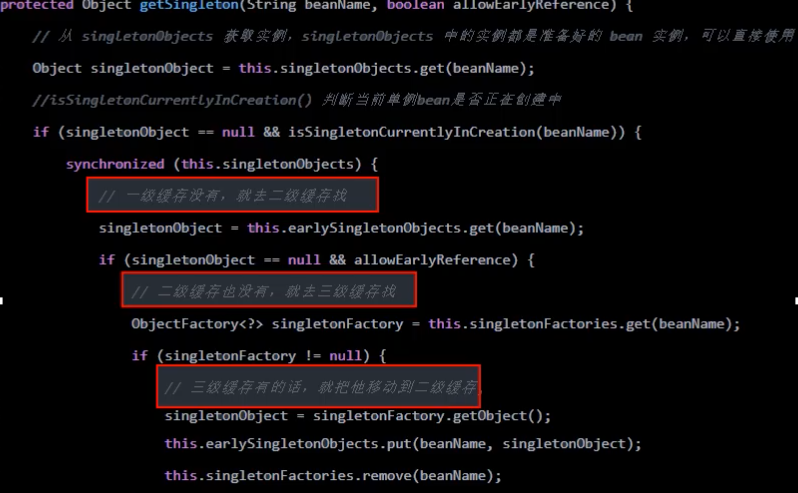 protected Object getSingleton(String beanName, boolean allowEarlyReference) {
// 从 singletonObjects 获取实例，singletonObjects 中的实例都是准备好的 bean 实例，可以直接使用
Object singletonObject = this.singletonObjects.get(beanName);
//isSingletonCurrentlyInCreation() 判断当前单例bean是否正在创建中
if (singletonObject == null && isSingletonCurrentlyInCreation(beanName)) {
synchronized (this.singletonObjects) {
// 一级缓存没有，就去二级缓存找
singletonObject = this.earlySingletonObjects.get(beanName);
if (singletonObject == null && allowEarlyReference) {
// 二级缓存也没有，就去三级缓存找
ObjectFactory<?> singletonFactory = this.singletonFactories.get(beanName);
if (singletonFactory != null) {
// 三级缓存有的话，就把他移动到二级缓存，
singletonObject = singletonFactory.getObject();
this.earlySingletonObjects.put(beanName, singletonObject);
this.singletonFactories.remove(beanName);